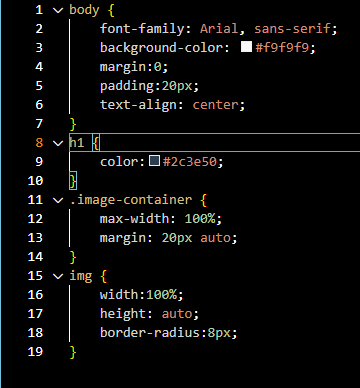 1 body {
2 font-family: Arial, sans-serif;
3 background-color: #f9f9f9;
4 margin:0;
5 padding:20px;
6 text-align: center;
7 }
8 h1 {
9 color:#2c3e50;
10 }
11 .image-container {
12 max-width: 100%;
13 margin: 20px auto;
14 }
15 img {
16 width:100%;
17 height: auto;
18 border-radius:8px;
19 }